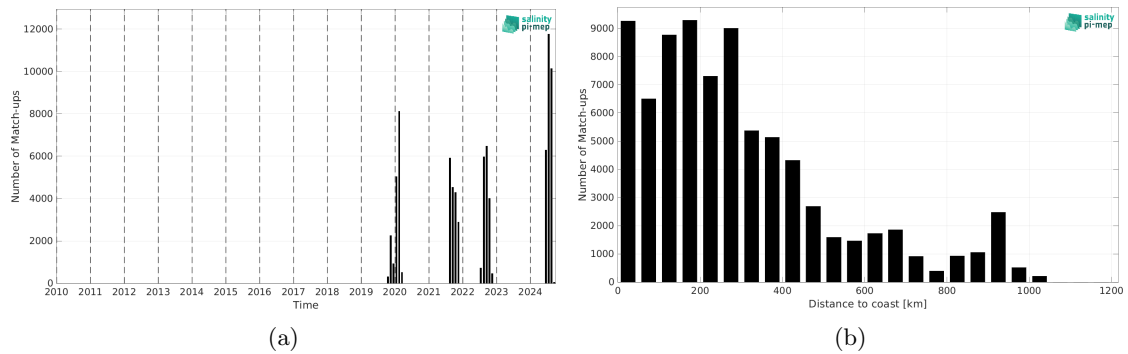 salinity
pi-mep
12000
10000
8000
6000
4000
2000
0
Number of Match-ups
2010 2011 2012 2013 2014 2015 2016 2017 2018 2019 2020 2021 2022 2023 2024
Time
(a)
salinity
pi-mep
9000
8000
7000
6000
5000
4000
3000
2000
1000
0
Number of Match-ups
0 200 400 600 800 1000 1200
Distance to coast [km]
(b)